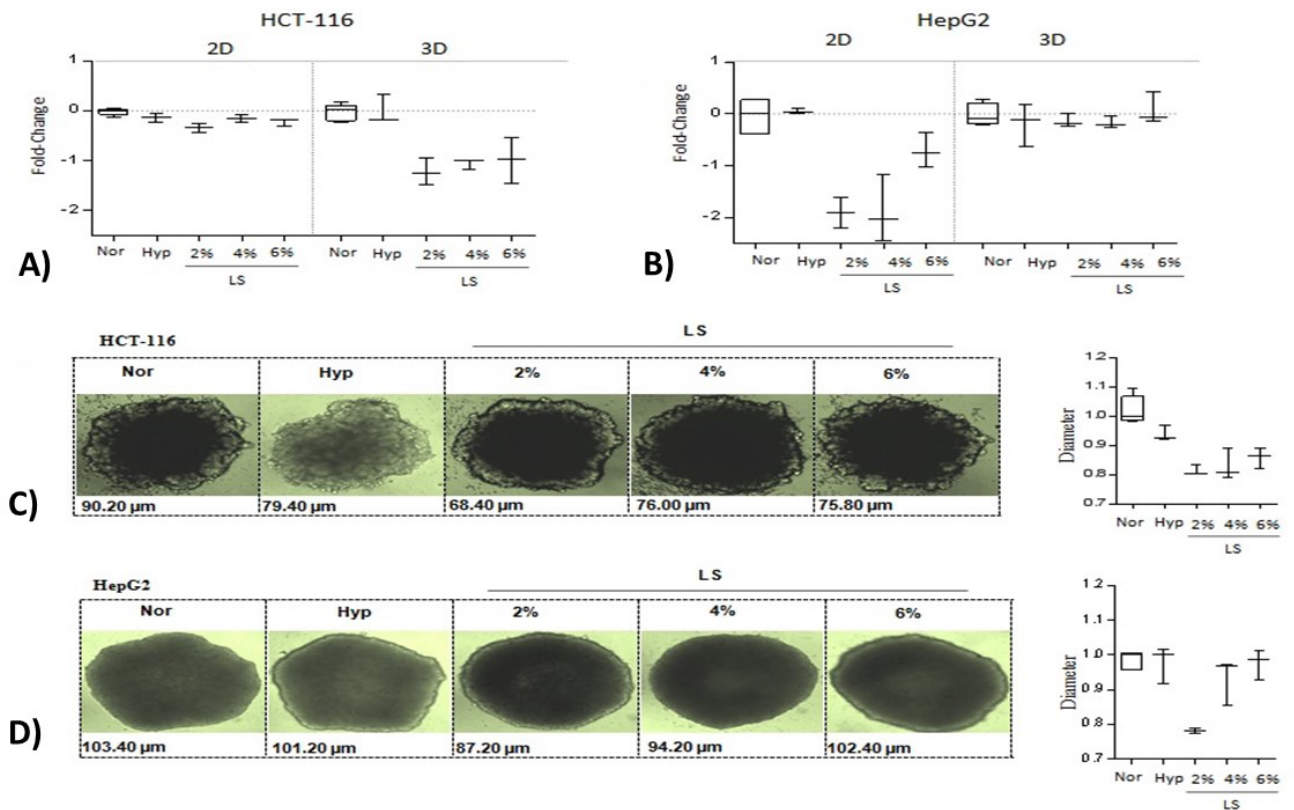 HCT-116
2D 3D
1
0
-1
-2
Fold-Change
Nor Hyp 2% 4% 6% Nor Hyp 2% 4% 6%
LS LS
A)
HepG2
2D 3D
1
0
-1
-2
Fold-Change
Nor Hyp 2% 4% 6% Nor Hyp 2% 4% 6%
LS LS
B)
HCT-116
LS
Nor Hyp 2% 4% 6%
90.20 µm 79.40 µm 68.40 µm 76.00 µm 75.80 µm
C)
1.2
1.1
1.0
0.9
0.8
0.7
Diameter
Nor Hyp 2% 4% 6%
LS
HepG2
LS
Nor Hyp 2% 4% 6%
103.40 µm 101.20 µm 87.20 µm 94.20 µm 102.40 µm
D)
1.2
1.1
1.0
0.9
0.8
0.7
Diameter
Nor Hyp 2% 4% 6%
LS